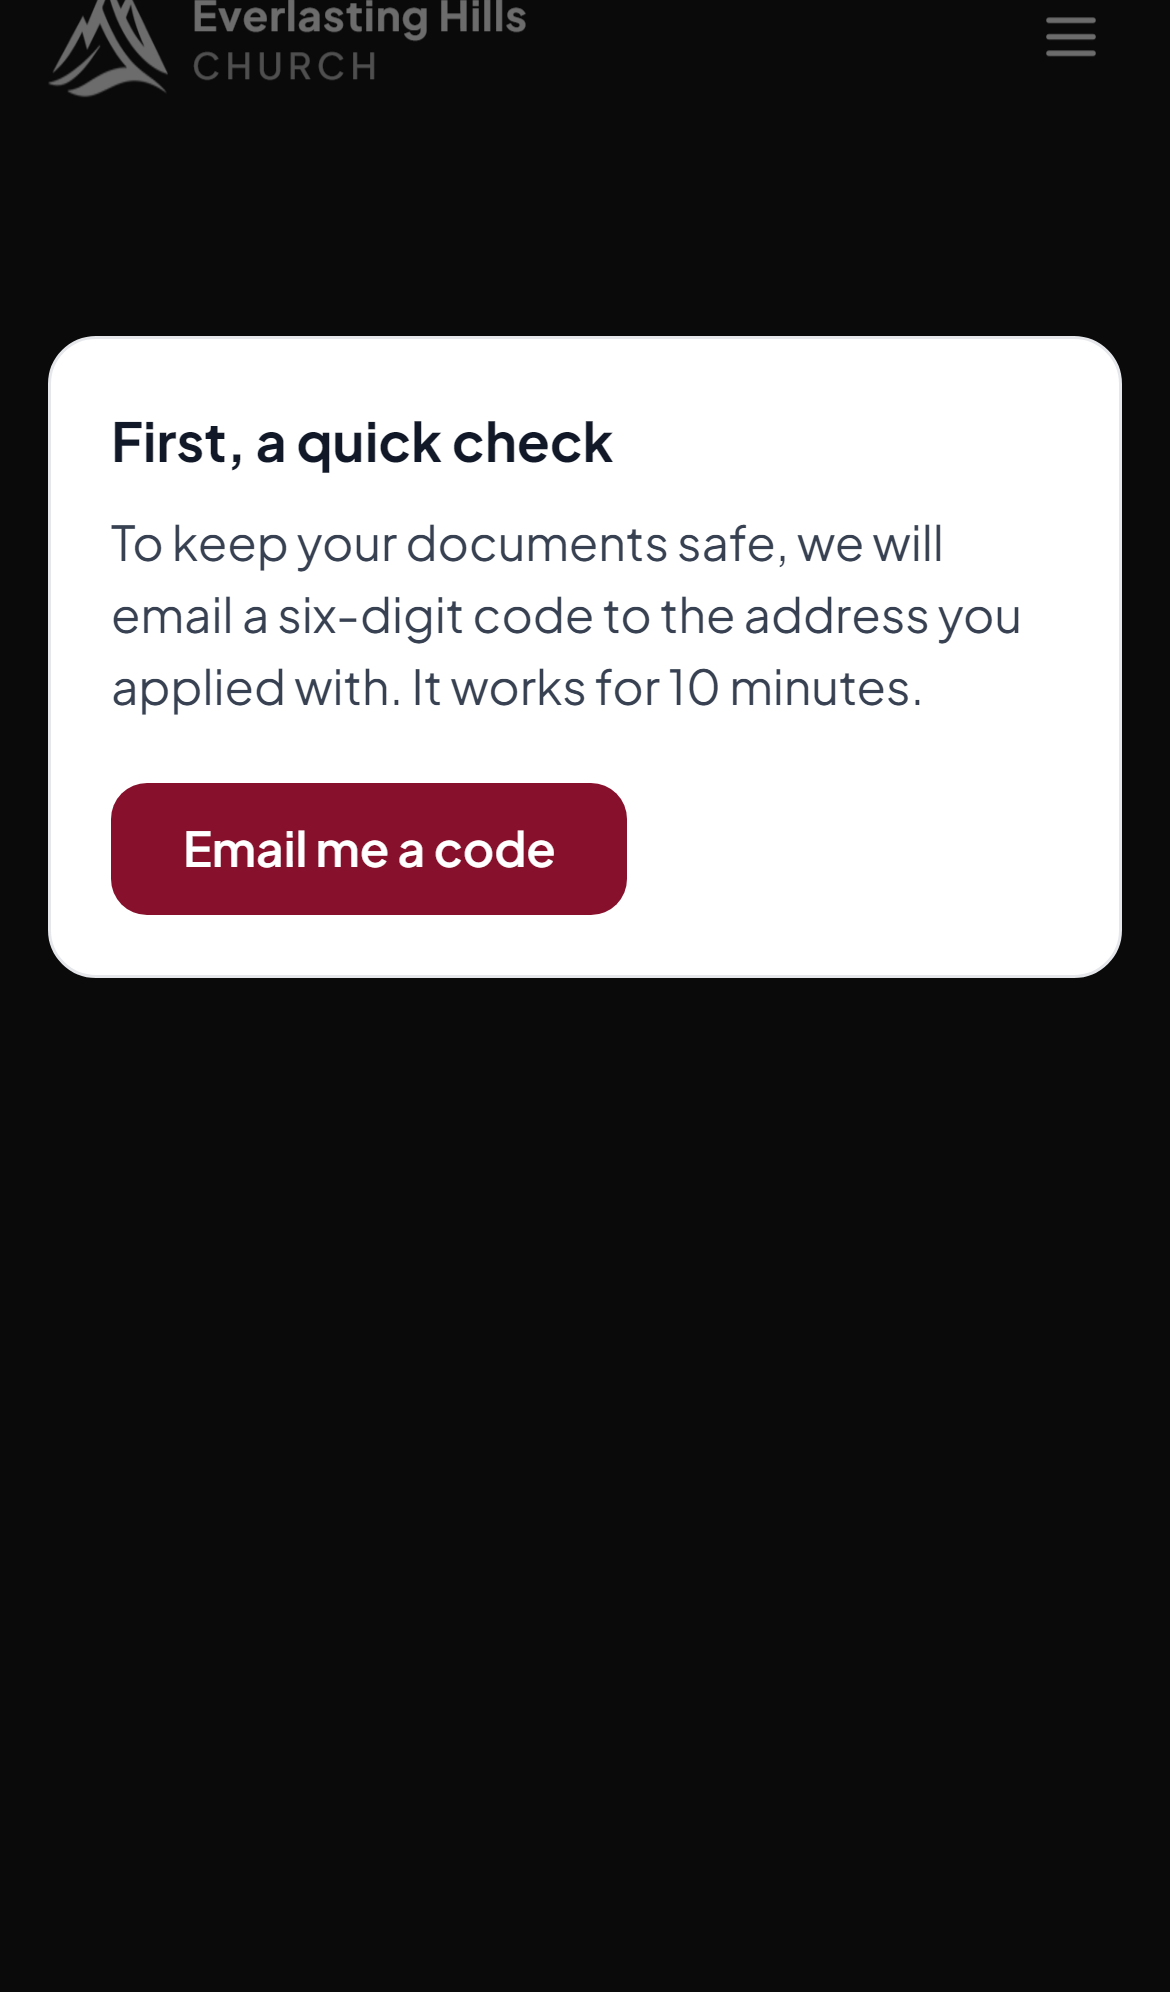 Everlasting Hills
CHURCH
First, a quick check
To keep your documents safe, we will
email a six-digit code to the address you
applied with. It works for 10 minutes.
Email me a code